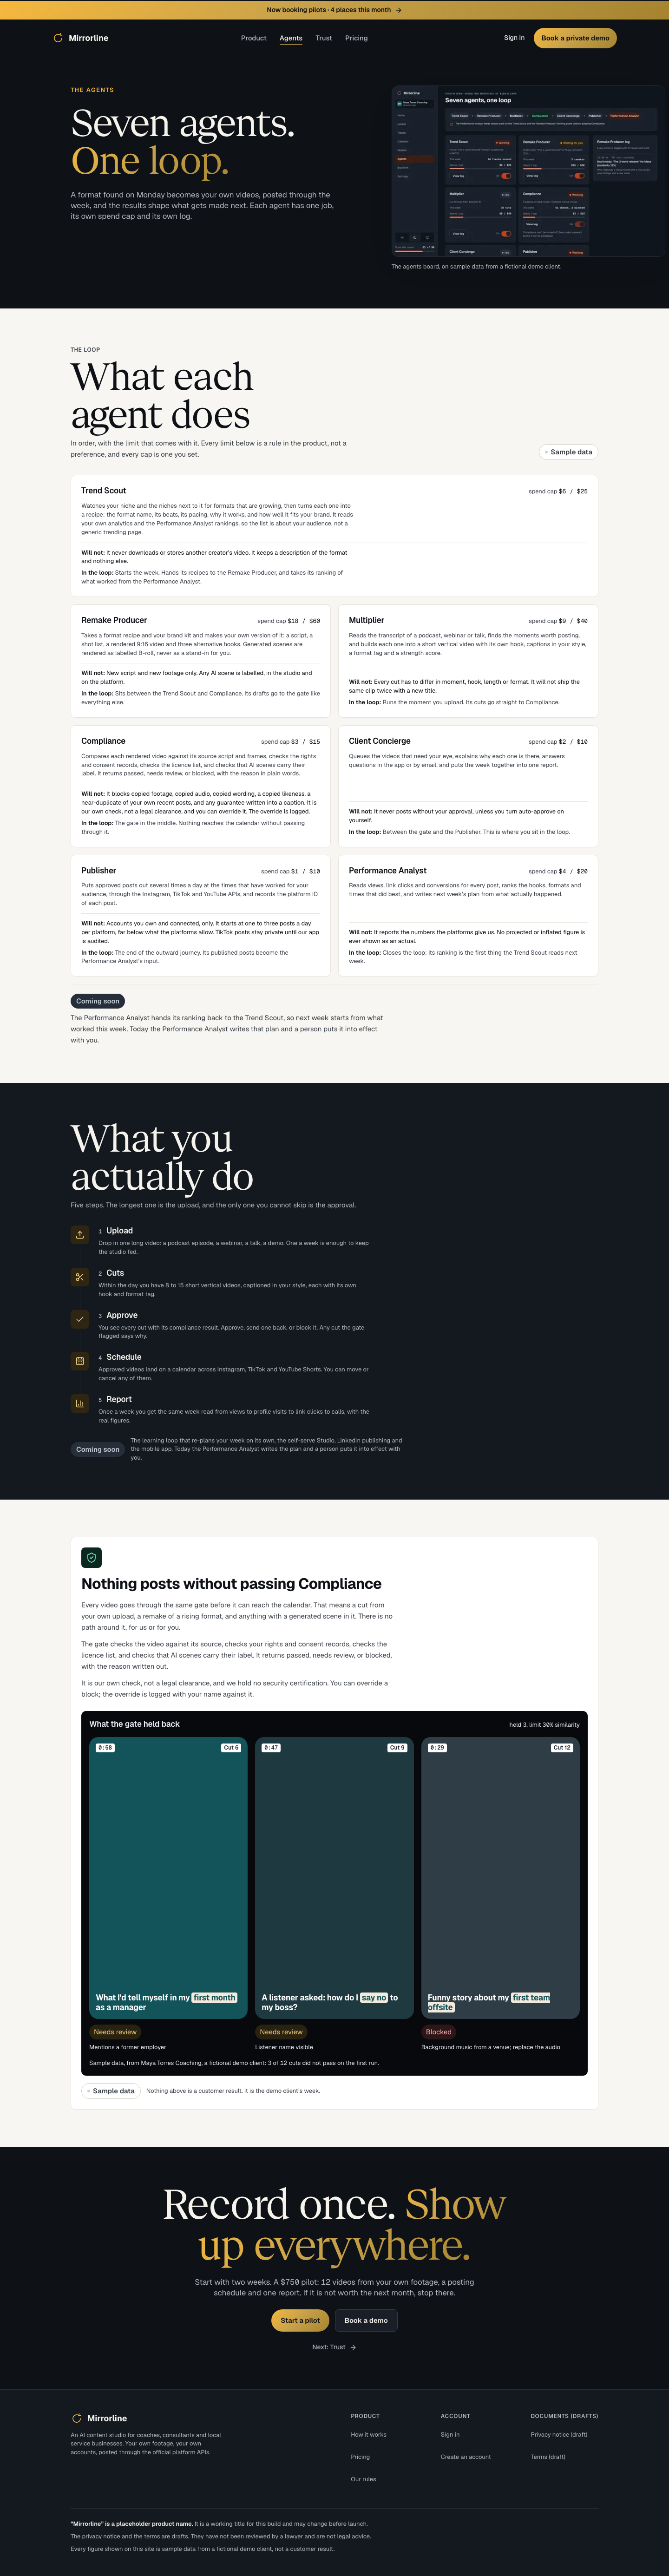 Now booking pilots · 4 places this month →
Mirrorline
Product Agents Trust Pricing
Sign in
Book a private demo
THE AGENTS
Seven agents.
One loop.
A format found on Monday becomes your own videos, posted through the
week, and the results shape what gets made next. Each agent has one job,
its own spend cap and its own log.
Mirrorline
Seven agents, one loop
Trend Scout
Remake Producer
Multiplier
Compliance
Client Concierge
Publisher
Performance Analyst
Trend Scout
Remake Producer
Remake Producer log
View log
View log
Multiplier
Compliance
View log
View log
Client Concierge
Publisher
The agents board, on sample data from a fictional demo client.
THE LOOP
What each
agent does
In order, with the limit that comes with it. Every limit below is a rule in the product, not a
preference, and every cap is one you set.
Sample data
Trend Scout
spend cap $6 / $25
Watches your niche and the niches next to it for formats that are growing, then turns each one into
a recipe: the format name, its beats, its pacing, why it works, and how well it fits your brand. It reads
your own analytics and the Performance Analyst rankings, so the list is about your audience, not a
generic trending page.
Will not: It never downloads or stores another creator's video. It keeps a description of the format
and nothing else.
In the loop: Starts the week. Hands its recipes to the Remake Producer, and takes its ranking of
what worked from the Performance Analyst.
Remake Producer
spend cap $18 / $60
Takes a format recipe and your brand kit and makes your own version of it: a script, a
shot list, a rendered 9:16 video and three alternative hooks. Generated scenes are
rendered as labelled B-roll, never as a stand-in for you.
Will not: New script and new footage only. Any AI scene is labelled, in the studio and
on the platform.
In the loop: Sits between the Trend Scout and Compliance. Its drafts go to the gate like
everything else.
Multiplier
spend cap $9 / $40
Reads the transcript of a podcast, webinar or talk, finds the moments worth posting,
and cuts each one into a short vertical video with its own hook, captions in your style,
a format tag and a strength score.
Will not: Every cut has to differ in moment, hook, length or format. It will not ship the
same clip twice with a new title.
In the loop: Runs the moment you upload. Its cuts go straight to Compliance.
Compliance
spend cap $3 / $15
Compares each rendered video against its source script and frames, checks the rights
and consent records, checks the licence list, and checks that AI scenes carry their
label. It returns passed, needs review, or blocked, with the reason in plain words.
Will not: It blocks copied footage, copied audio, copied wording, a copied likeness, a
near-duplicate of your own recent posts, and any guarantee written into a caption. It is
our own check, not a legal clearance, and you can override it. The override is logged.
In the loop: The gate in the middle. Nothing reaches the calendar without passing
through it.
Client Concierge
spend cap $2 / $10
Queues the videos that need your eye, explains why each one is there, answers
questions in the app or by email, and puts the week together into one report.
Will not: It never posts without your approval, unless you turn auto-approve on
yourself.
In the loop: Between the gate and the Publisher. This is where you sit in the loop.
Publisher
spend cap $1 / $10
Puts approved posts out several times a day at the times that have worked for your
audience, through the Instagram, TikTok and YouTube APIs, and records the platform ID
of each post.
Will not: Accounts you own and connected, only. It starts at one to three posts a day
per platform, far below what the platforms allow. TikTok posts stay private until our app
is audited.
In the loop: The end of the outward journey. Its published posts become the
Performance Analyst's input.
Performance Analyst
spend cap $4 / $20
Reads views, link clicks and conversions for every post, ranks the hooks, formats and
times that did best, and writes next week's plan from what actually happened.
Will not: It reports the numbers the platforms give us. No projected or inflated figure is
ever shown as an actual.
In the loop: Closes the loop: its ranking is the first thing the Trend Scout reads next
week.
Coming soon
The Performance Analyst hands its ranking back to the Trend Scout, so next week starts from what
worked this week. Today the Performance Analyst writes that plan and a person puts it into effect
with you.
What you
actually do
Five steps. The longest one is the upload, and the only one you cannot skip is the approval.
1 Upload
Drop in one long video: a podcast episode, a webinar, a talk, a demo. One a week is enough to keep
the studio fed.
2 Cuts
Within the day you have 8 to 15 short vertical videos, captioned in your style, each with its own
hook and format tag.
3 Approve
You see every cut with its compliance result. Approve, send one back, or block it. Any cut the gate
flagged says why.
4 Schedule
Approved videos land on a calendar across Instagram, TikTok and YouTube Shorts. You can move or
cancel any of them.
5 Report
Once a week you get the same week read from views to profile visits to link clicks to calls, with the
real figures.
Coming soon
The learning loop that re-plans your week on its own, the self-serve Studio, LinkedIn publishing and
the mobile app. Today the Performance Analyst writes the plan and a person puts it into effect with
you.
Nothing posts without passing Compliance
Every video goes through the same gate before it can reach the calendar. That means a cut from
your own upload, a remake of a rising format, and anything with a generated scene in it. There is no
path around it, for us or for you.
The gate checks the video against its source, checks your rights and consent records, checks the
licence list, and checks that AI scenes carry their label. It returns passed, needs review, or blocked,
with the reason written out.
It is our own check, not a legal clearance, and we hold no security certification. You can override a
block; the override is logged with your name against it.
What the gate held back
held 3, limit 30% similarity
0:58 Cut 6
0:47 Cut 9
0:29 Cut 12
What I'd tell myself in my first month
as a manager
A listener asked: how do I say no to
my boss?
Funny story about my first team
offsite
Needs review
Needs review
Blocked
Mentions a former employer
Listener name visible
Background music from a venue; replace the audio
Sample data, from Maya Torres Coaching, a fictional demo client: 3 of 12 cuts did not pass on the first run.
Sample data
Nothing above is a customer result. It is the demo client's week.
Record once. Show
up everywhere.
Start with two weeks. A $750 pilot: 12 videos from your own footage, a posting
schedule and one report. If it is not worth the next month, stop there.
Start a pilot
Book a demo
Next: Trust →
Mirrorline
An AI content studio for coaches, consultants and local
service businesses. Your own footage, your own
accounts, posted through the official platform APIs.
PRODUCT
How it works
Pricing
Our rules
ACCOUNT
Sign in
Create an account
DOCUMENTS (DRAFTS)
Privacy notice (draft)
Terms (draft)
"Mirrorline" is a placeholder product name. It is a working title for this build and may change before launch.
The privacy notice and the terms are drafts. They have not been reviewed by a lawyer and are not legal advice.
Every figure shown on this site is sample data from a fictional demo client, not a customer result.